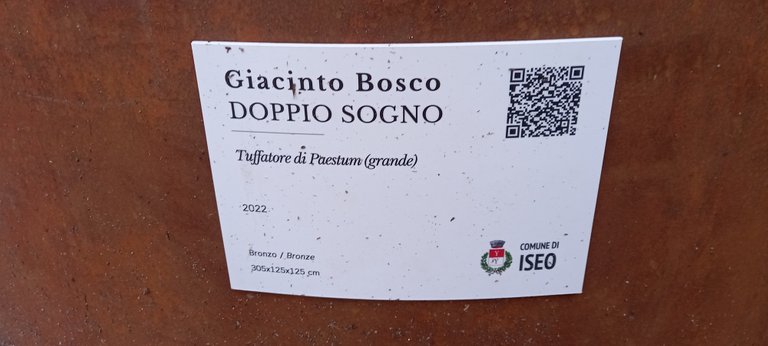 Giacinto Bosco
DOPPIO SOGNO
Tuffatore di Paestum (grande)
2022
Bronzo / Bronze
305x125x125 cm
COMUNE DI
ISEO